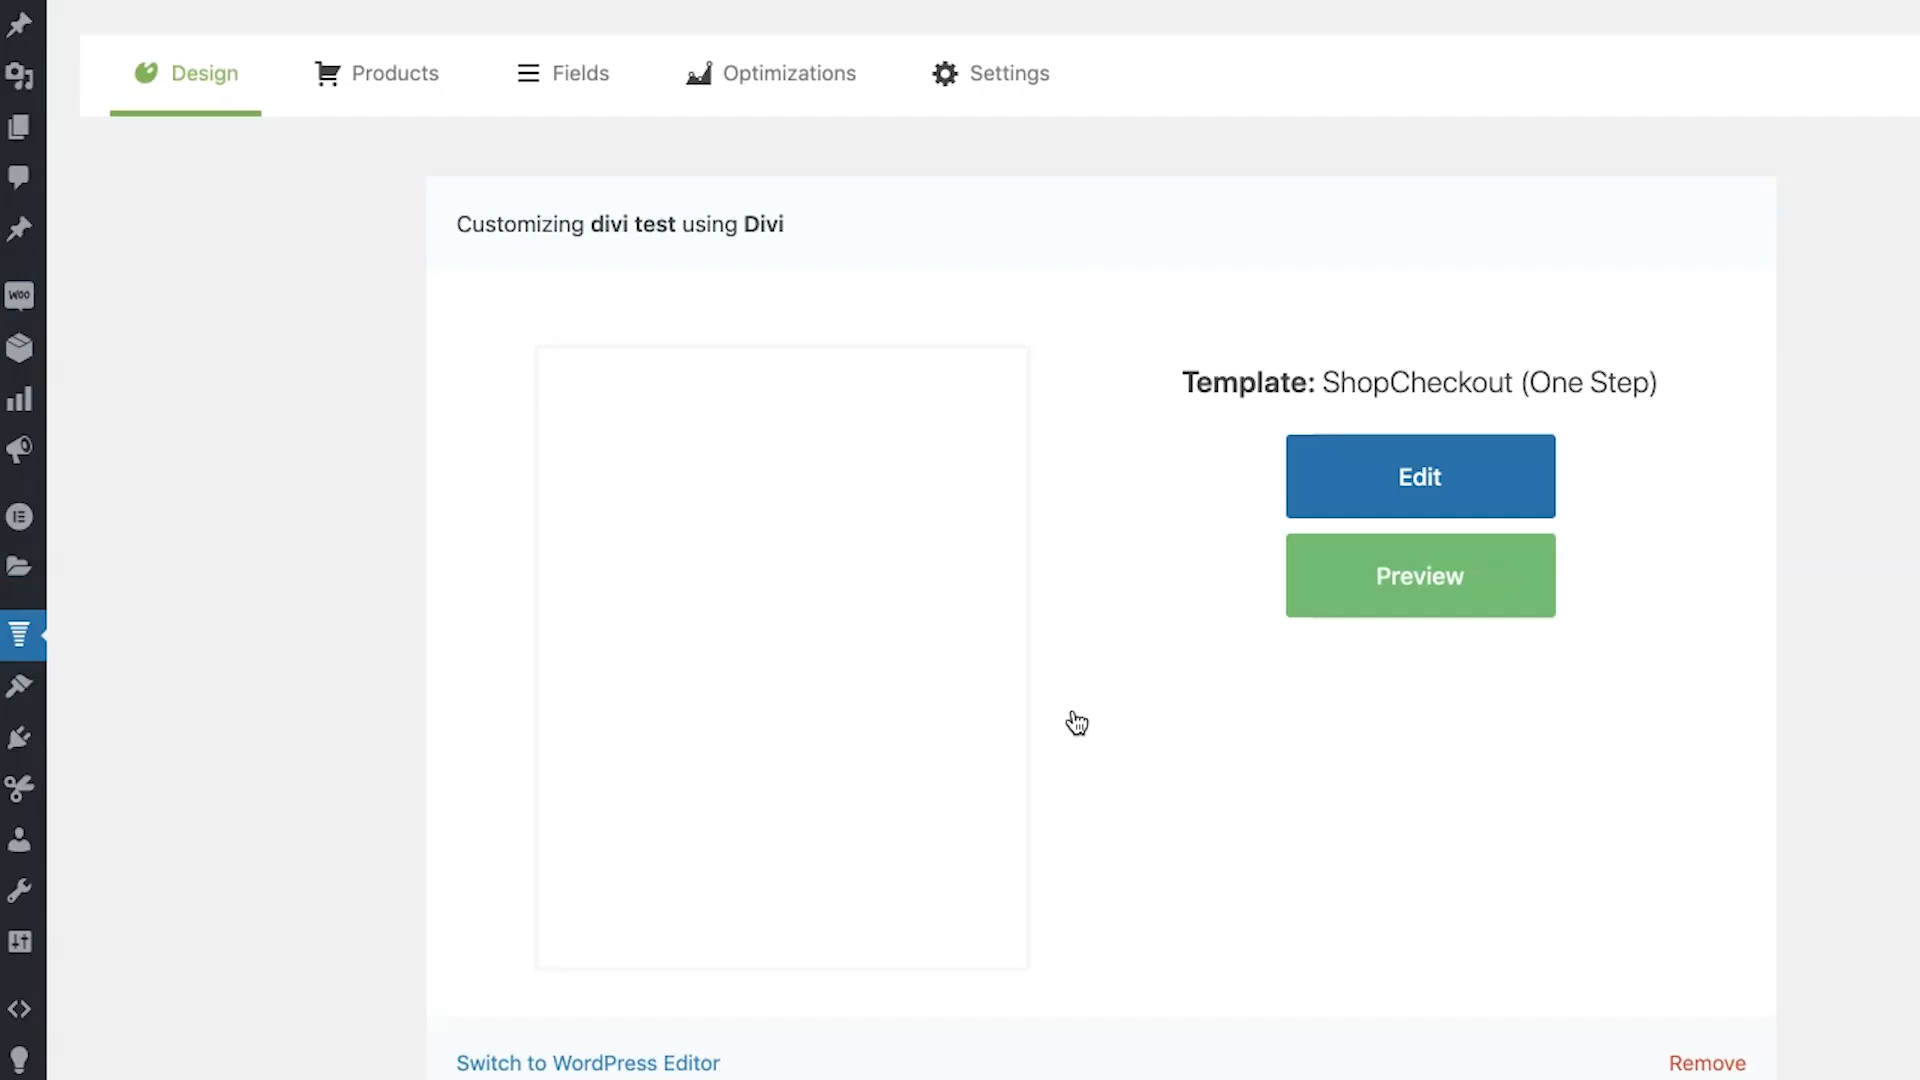 Design
Products
Fields
Optimizations
Settings
Customizing divi test using Divi
Template: ShopCheckout (One Step)
Edit
Preview
Woo
Switch to WordPress Editor
Remove